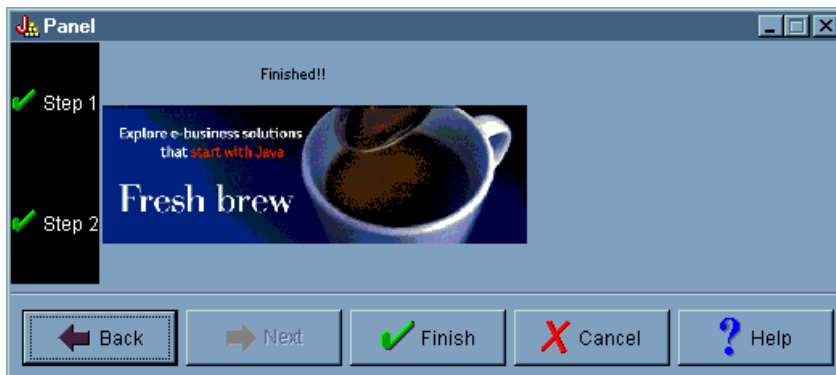 Panel
Finished!!
Step 1
Explore e-business solutions
that start with Java
Fresh brew
Step 2
Back
Next
Finish
Cancel
Help